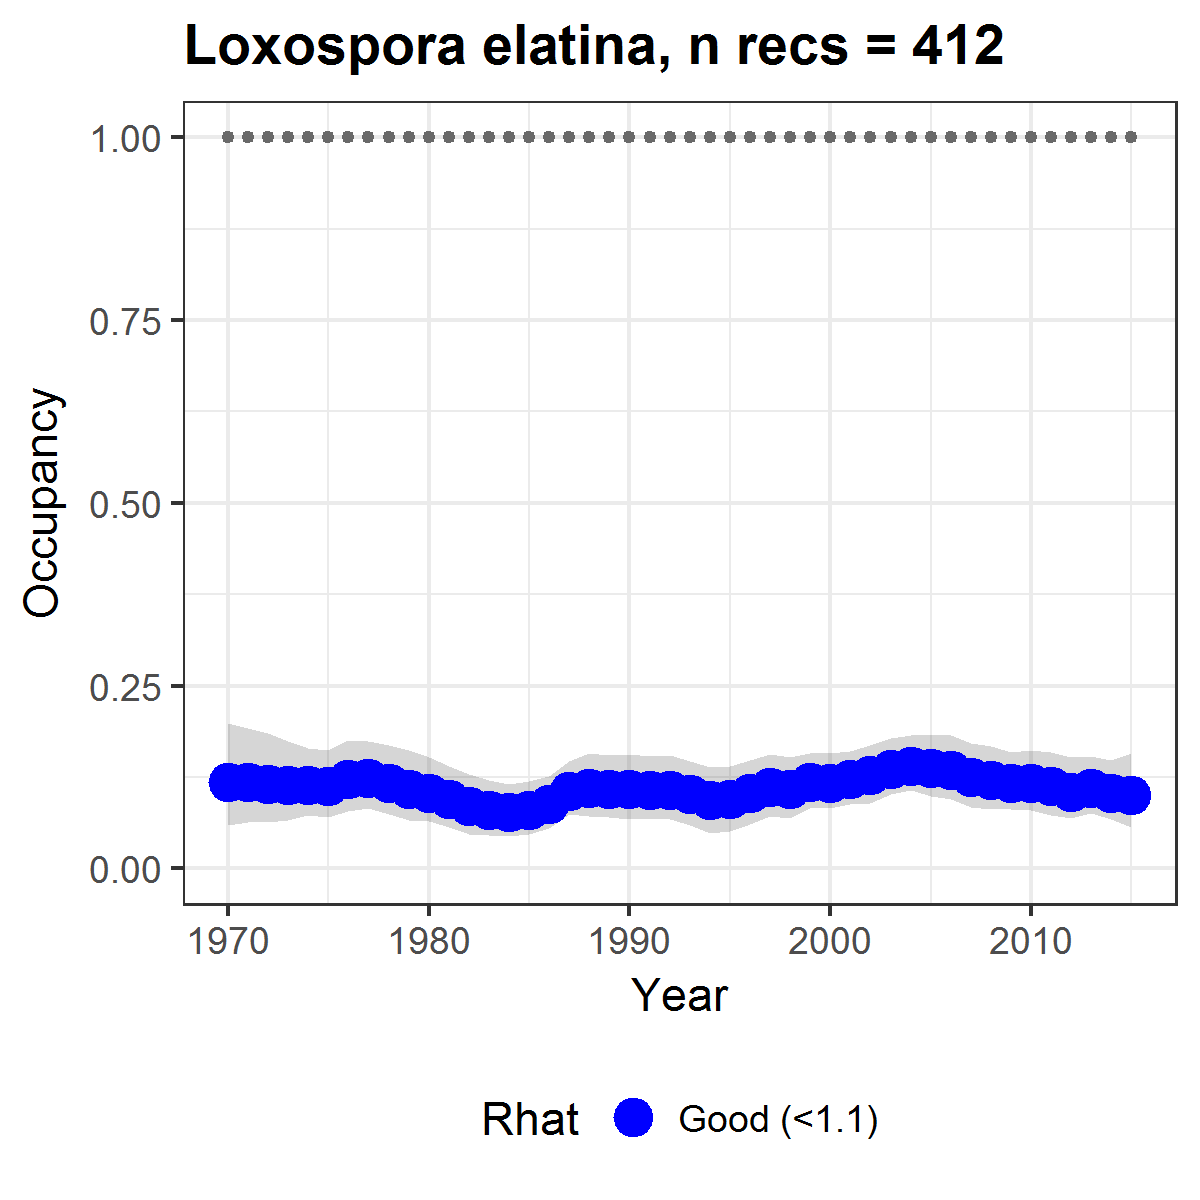 Loxospora elatina, n recs = 412
1.00
0.75
0.50
0.25
0.00
Occupancy
1970 1980 1990 2000 2010
Year
Rhat Good (<1.1)